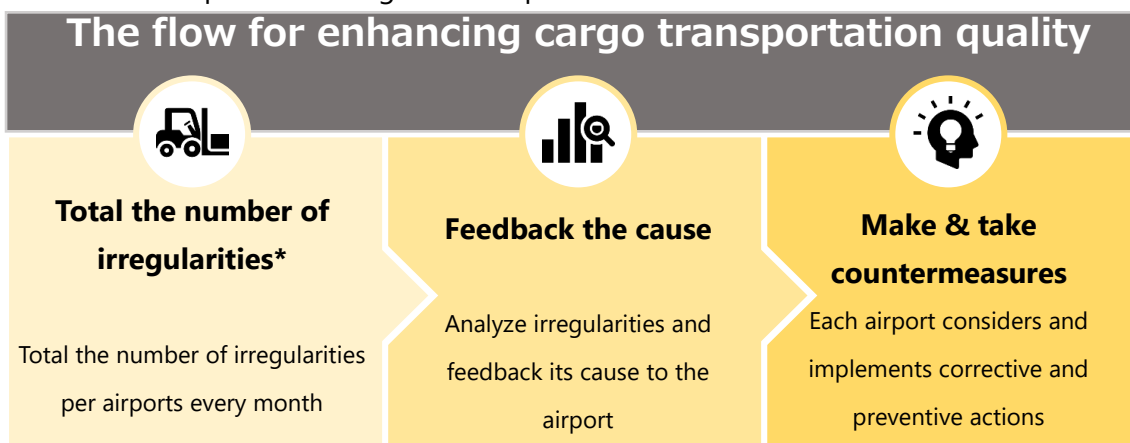 The flow for enhancing cargo transportation quality
Total the number of
irregularities*
Total the number of irregularities
per airports every month
Feedback the cause
Analyze irregularities and
feedback its cause to the
airport
Make & take
countermeasures
Each airport considers and
implements corrective and
preventive actions